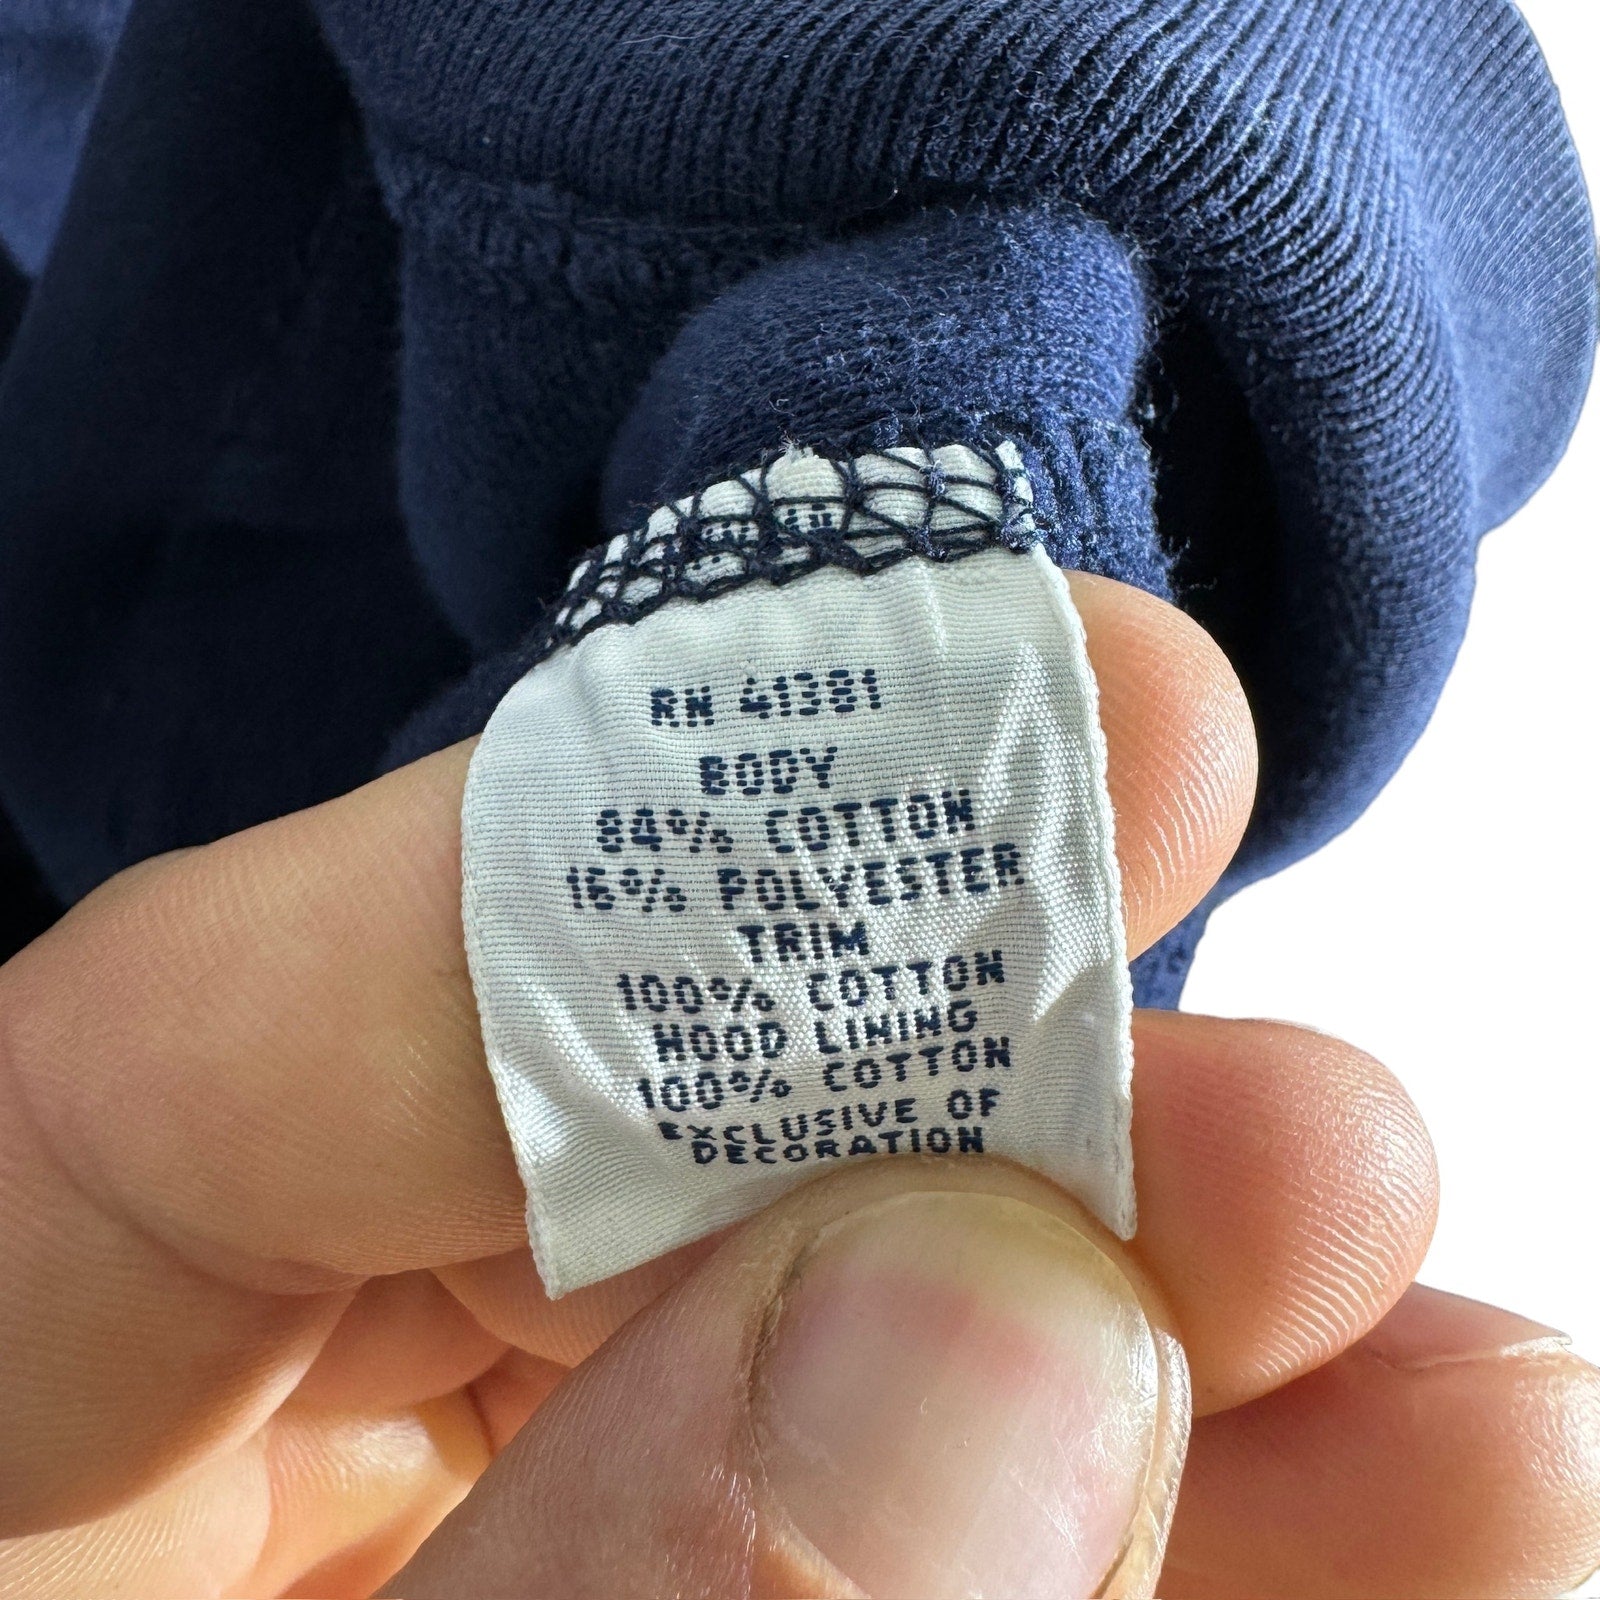 RN 41381
BODY
84% COTTON
16% POLYESTER
TRIM
100% COTTON
HOOD LINING
100% COTTON
EXCLUSIVE OF
DECORATION